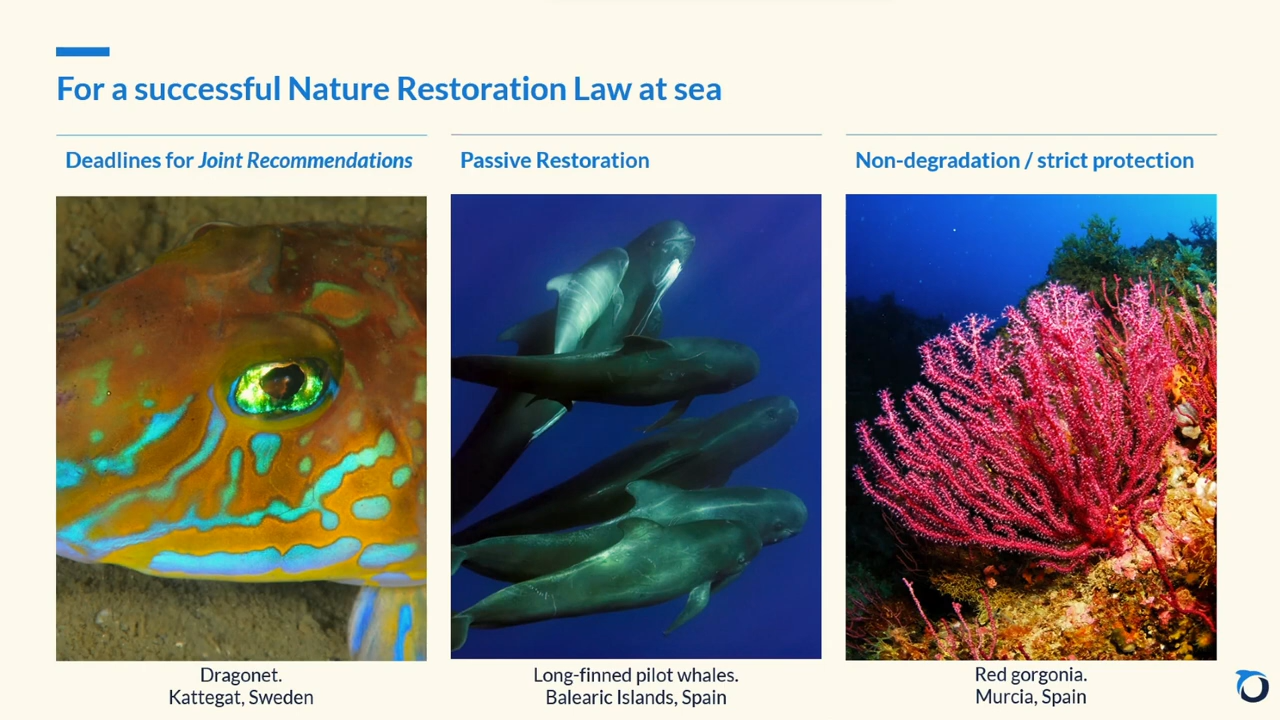 For a successful Nature Restoration Law at sea
Deadlines for Joint Recommendations
Passive Restoration
Non-degradation / strict protection
Dragonet.
Kattegat, Sweden
Long-finned pilot whales.
Balearic Islands, Spain
Red gorgonia.
Murcia, Spain